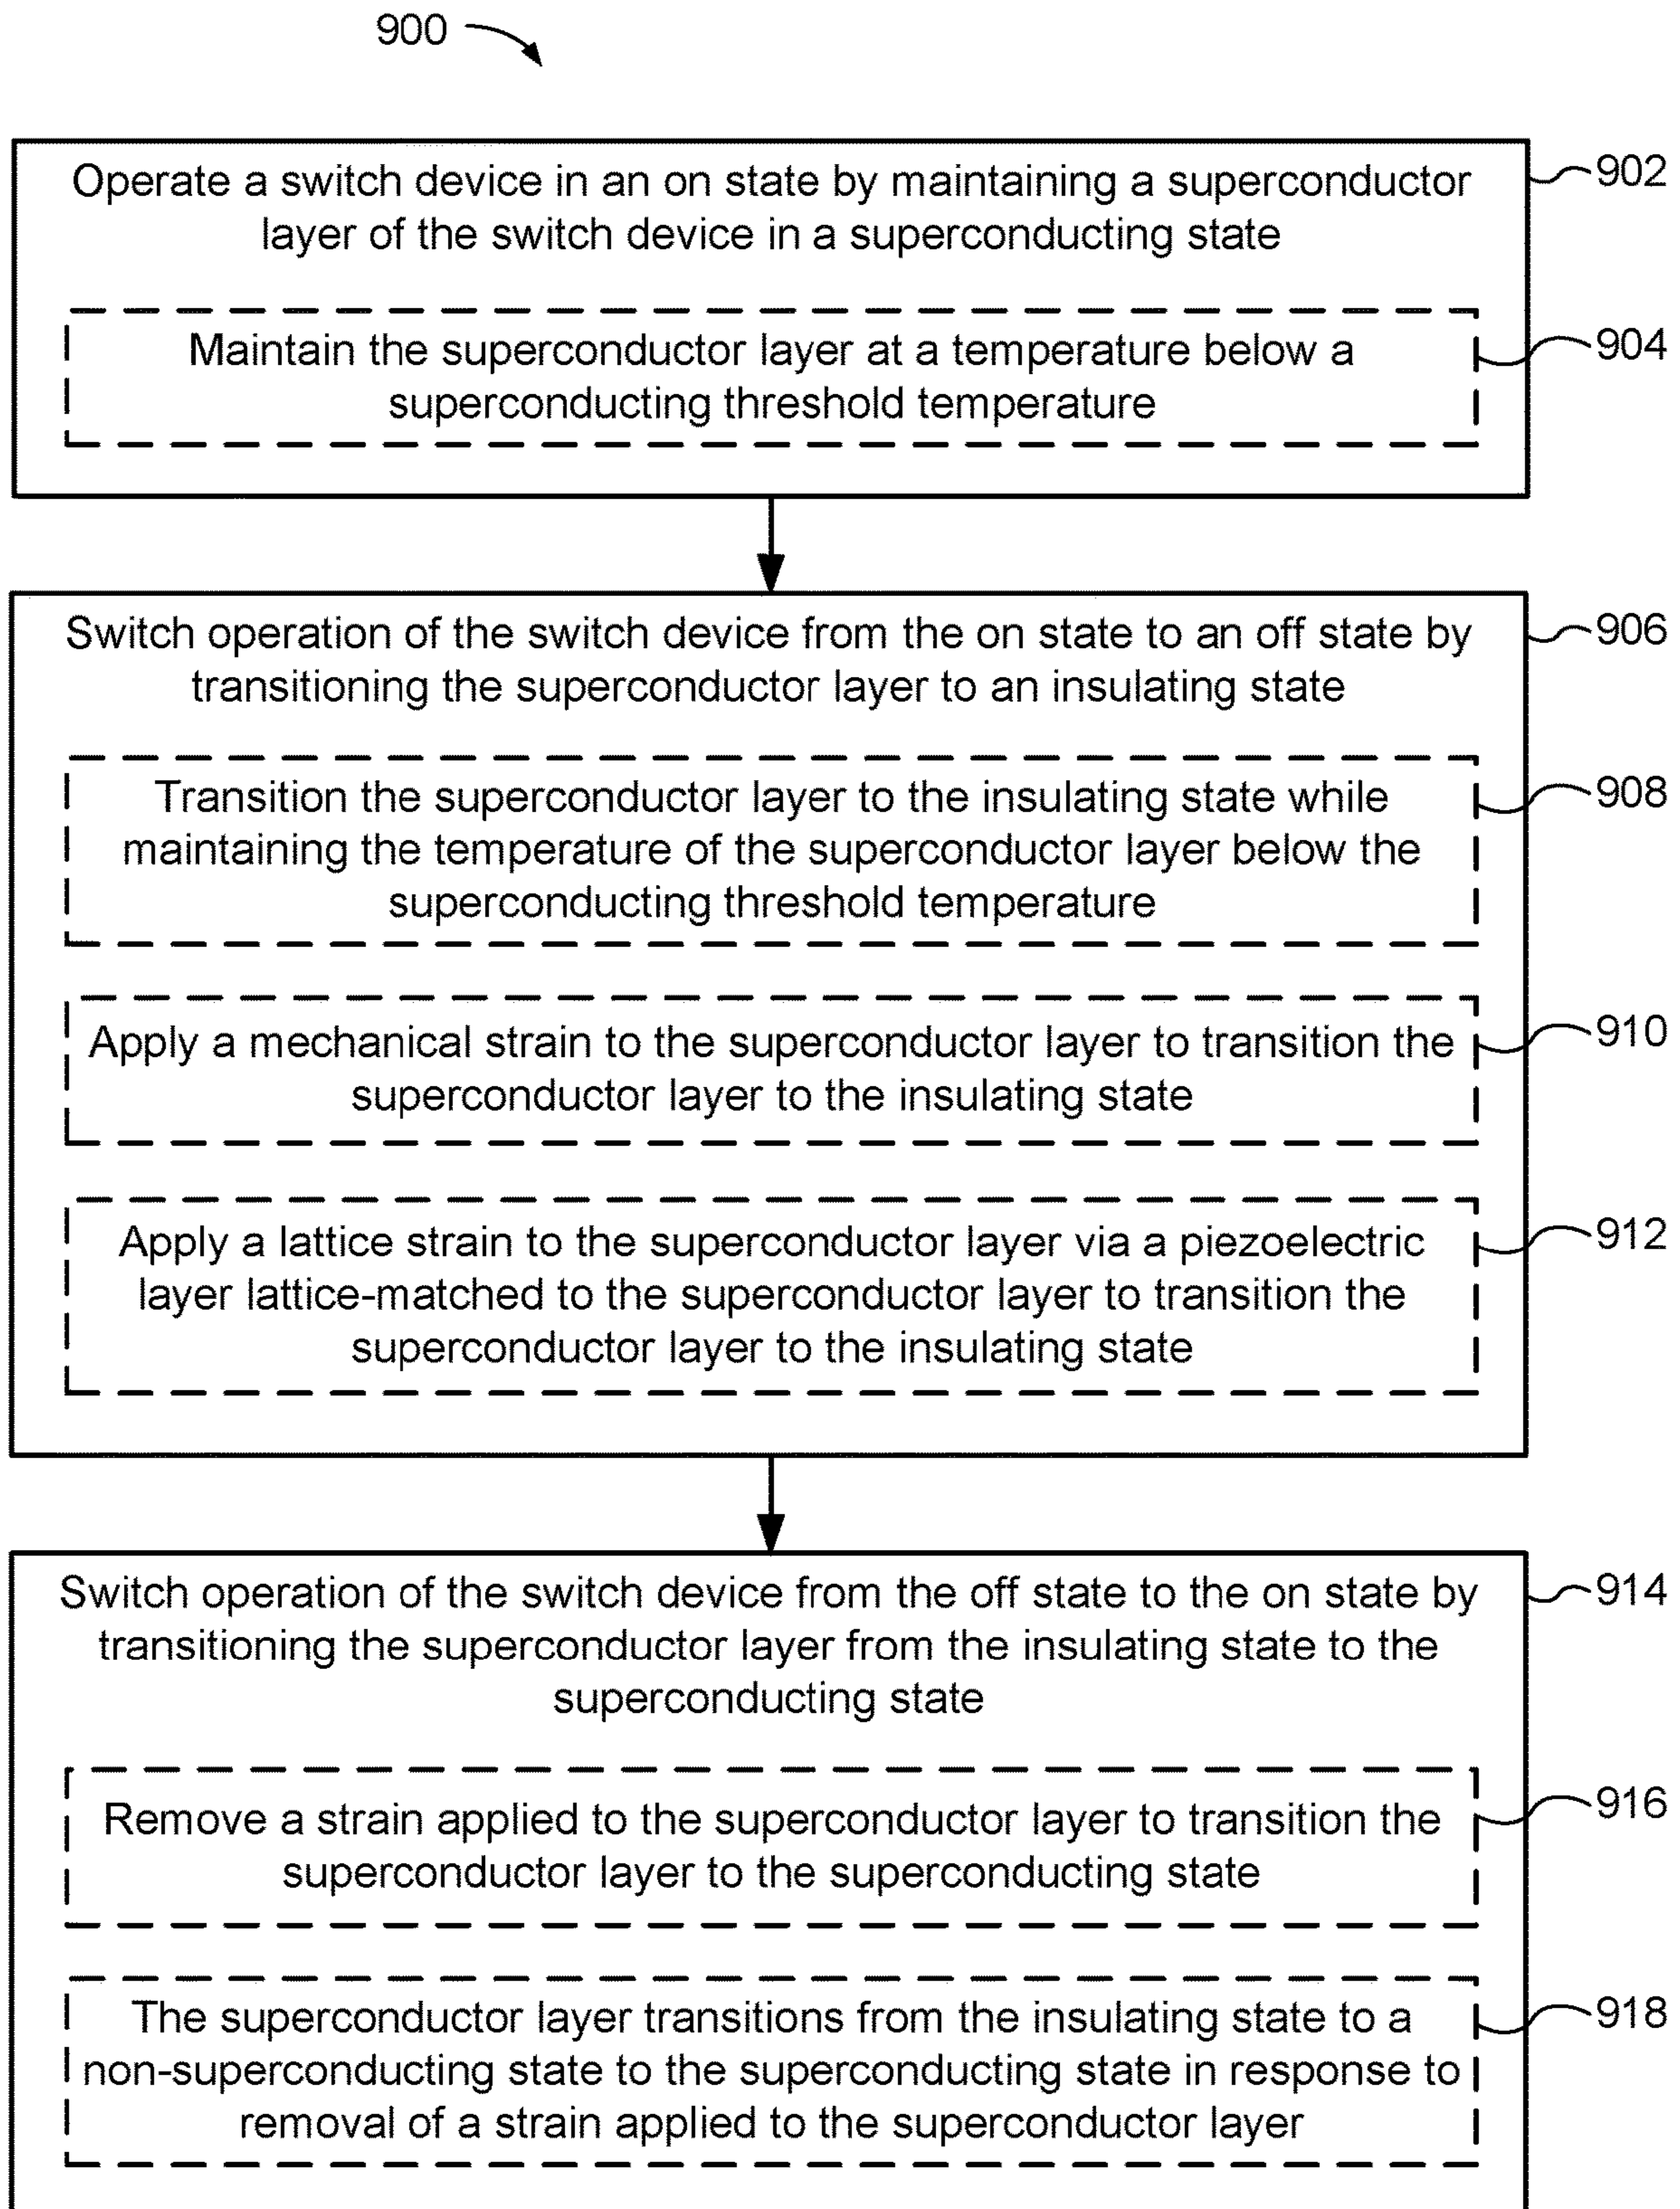 900
Operate a switch device in an on state by maintaining a superconductor
layer of the switch device in a superconducting state
902
Maintain the superconductor layer at a temperature below a
superconducting threshold temperature
904
Switch operation of the switch device from the on state to an off state by
transitioning the superconductor layer to an insulating state
906
Transition the superconductor layer to the insulating state while
maintaining the temperature of the superconductor layer below the
superconducting threshold temperature
908
Apply a mechanical strain to the superconductor layer to transition the
superconductor layer to the insulating state
910
Apply a lattice strain to the superconductor layer via a piezoelectric
layer lattice-matched to the superconductor layer to transition the
superconductor layer to the insulating state
912
Switch operation of the switch device from the off state to the on state by
transitioning the superconductor layer from the insulating state to the
superconducting state
914
Remove a strain applied to the superconductor layer to transition the
superconductor layer to the superconducting state
916
The superconductor layer transitions from the insulating state to a
non-superconducting state to the superconducting state in response to
removal of a strain applied to the superconductor layer
918